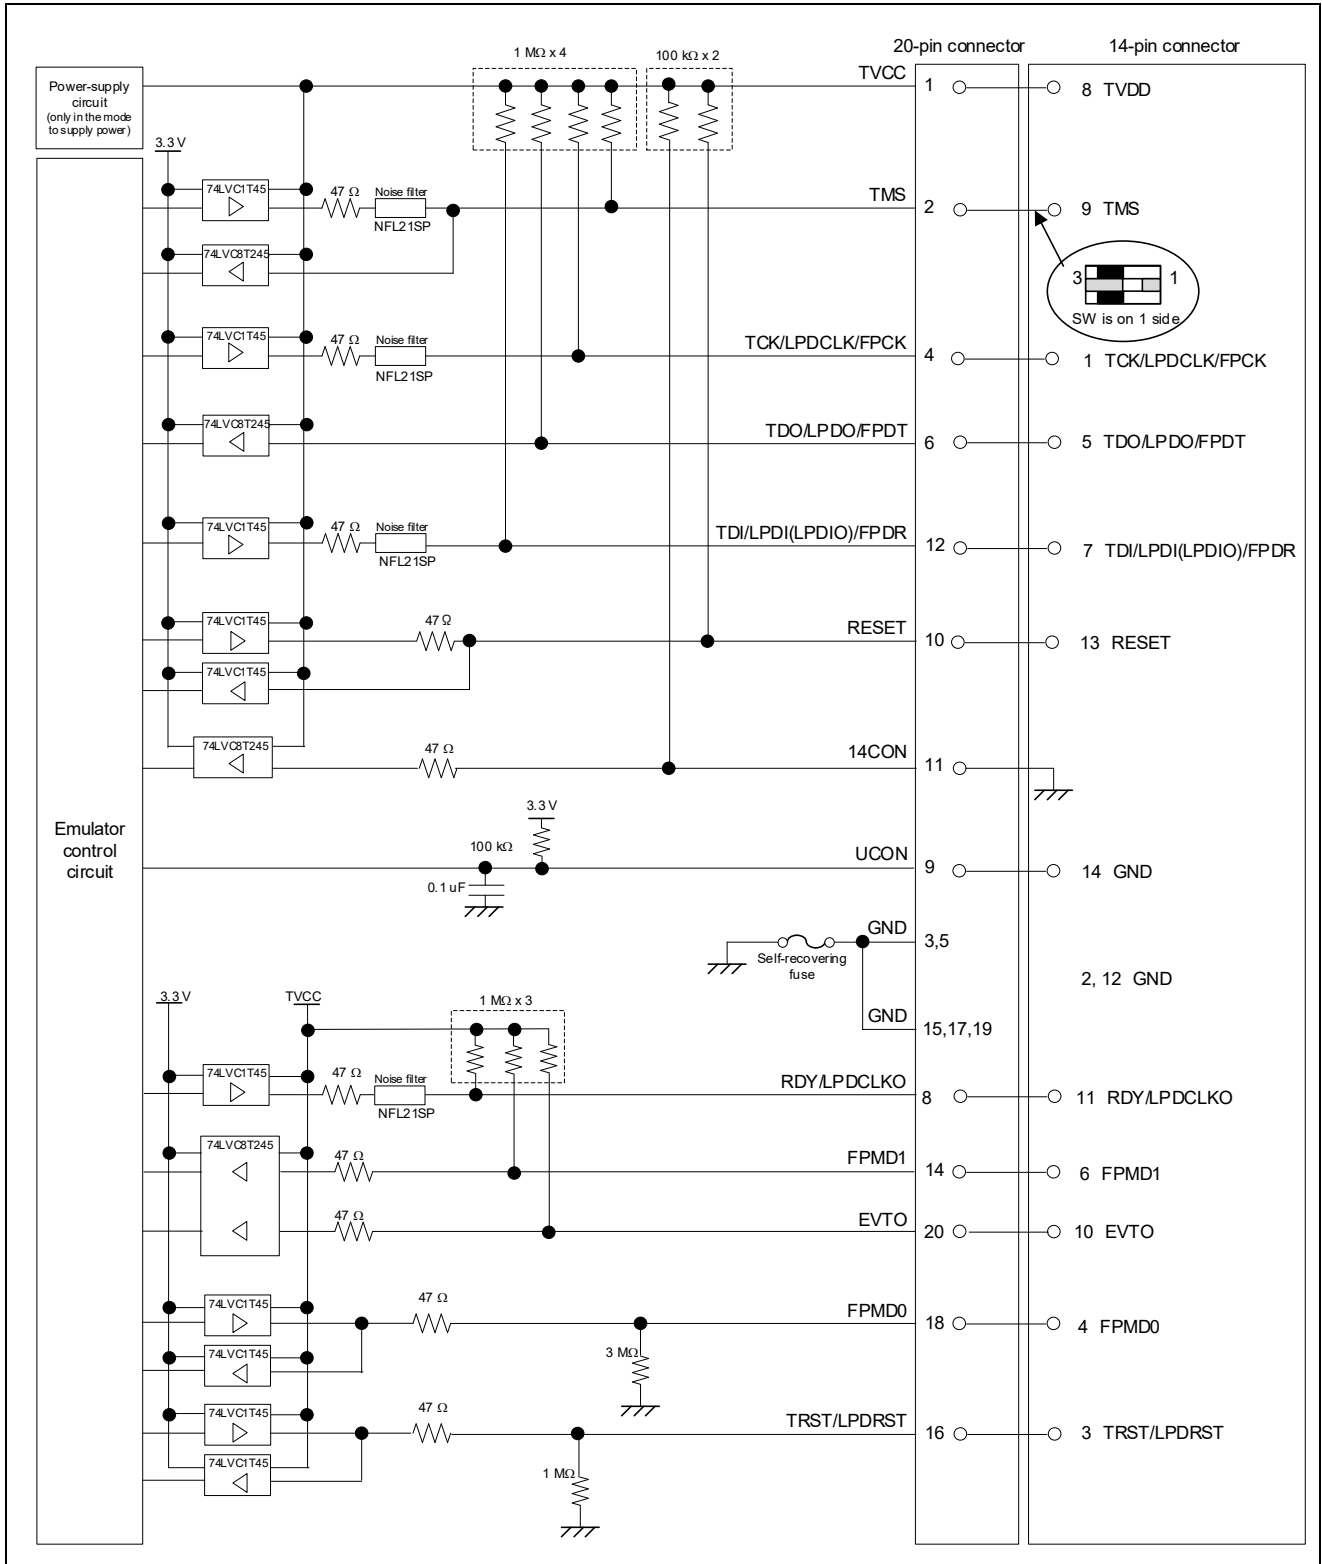 20-pin connector
14-pin connector
1 MΩ x 4
100 kΩ x 2
TVCC
1
8 TVDD
Power-supply
circuit
(only in the mode
to supply power)
3.3 V
74LVC1T45
47 Ω
Noise filter
NFL21SP
TMS
2
9 TMS
74LVC8T245
3
1
SW is on 1 side
74LVC1T45
47 Ω
Noise filter
NFL21SP
TCK/LPDCLK/FPCK
4
1 TCK/LPDCLK/FPCK
74LVC8T245
TDO/LPDO/FPDT
6
5 TDO/LPDO/FPDT
74LVC1T45
47 Ω
Noise filter
NFL21SP
TDI/LPDI(LPDIO)/FPDR
12
7 TDI/LPDI(LPDIO)/FPDR
74LVC1T45
47 Ω
RESET
10
13 RESET
74LVC1T45
74LVC8T245
47 Ω
14CON
11
Emulator
control
circuit
3.3 V
100 kΩ
0.1 uF
UCON
9
14 GND
GND
3,5
Self-recovering
fuse
2, 12 GND
GND
15,17,19
3.3 V
TVCC
1 MΩ x 3
74LVC1T45
47 Ω
Noise filter
NFL21SP
RDY/LPDCLKO
8
11 RDY/LPDCLKO
74LVC8T245
47 Ω
FPMD1
14
6 FPMD1
47 Ω
EVTO
20
10 EVTO
74LVC1T45
47 Ω
FPMD0
18
4 FPMD0
74LVC1T45
3 MΩ
74LVC1T45
47 Ω
TRST/LPDRST
16
3 TRST/LPDRST
74LVC1T45
1 MΩ